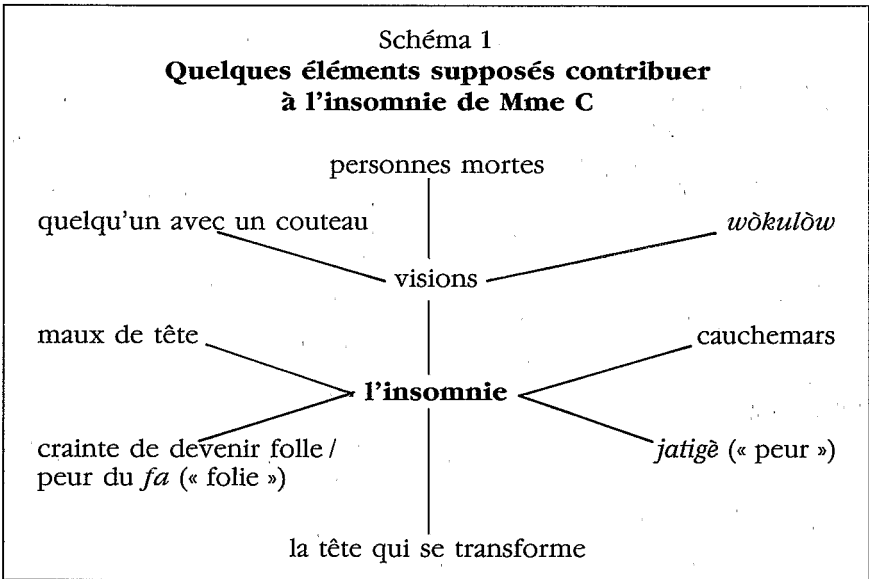 Schéma 1
Quelques éléments supposés contribuer
à l'insomnie de Mme C
personnes mortes
quelqu'un avec un couteau
wòkulòw
visions
maux de tête
cauchemars
l'insomnie
crainte de devenir folle /
peur du fa (« folie »)
jatigè (« peur »)
la tête qui se transforme